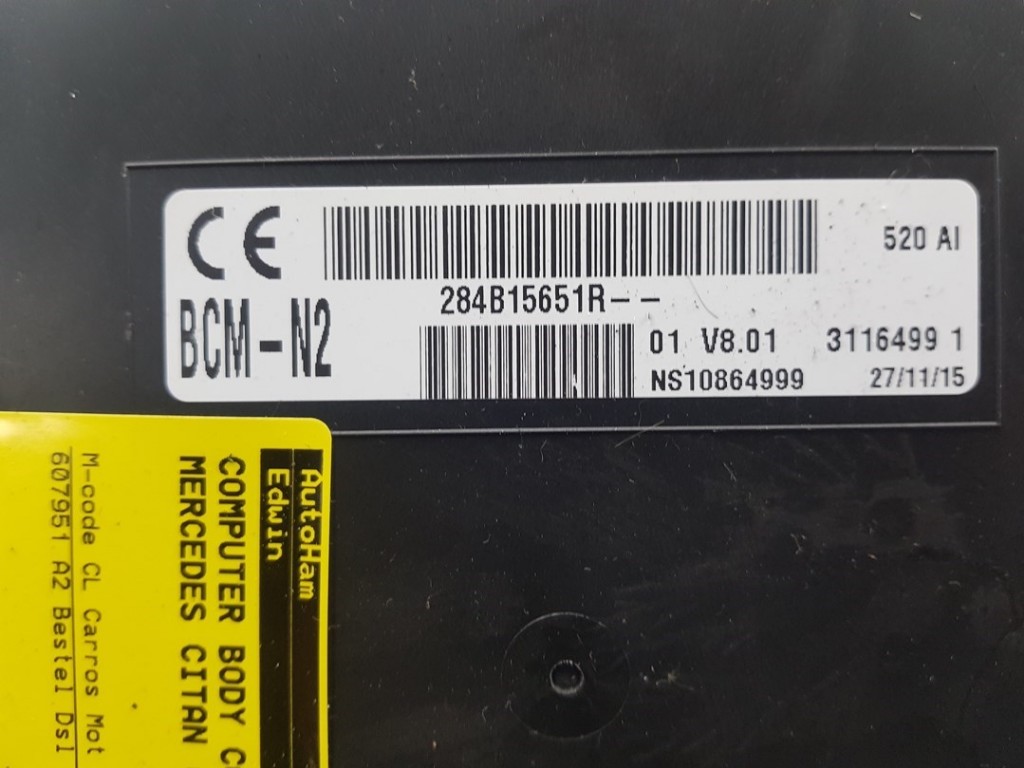 CE
520 AI
284B15651R--
BCM-N2
01 V8.01 3116499 1
NS10864999 27/11/15
AutoHam
Edwin
COMPUTER BODY C
MERCEDES CITAN
M-code CL Carros Mot
607951 A2 Bestel Dsl